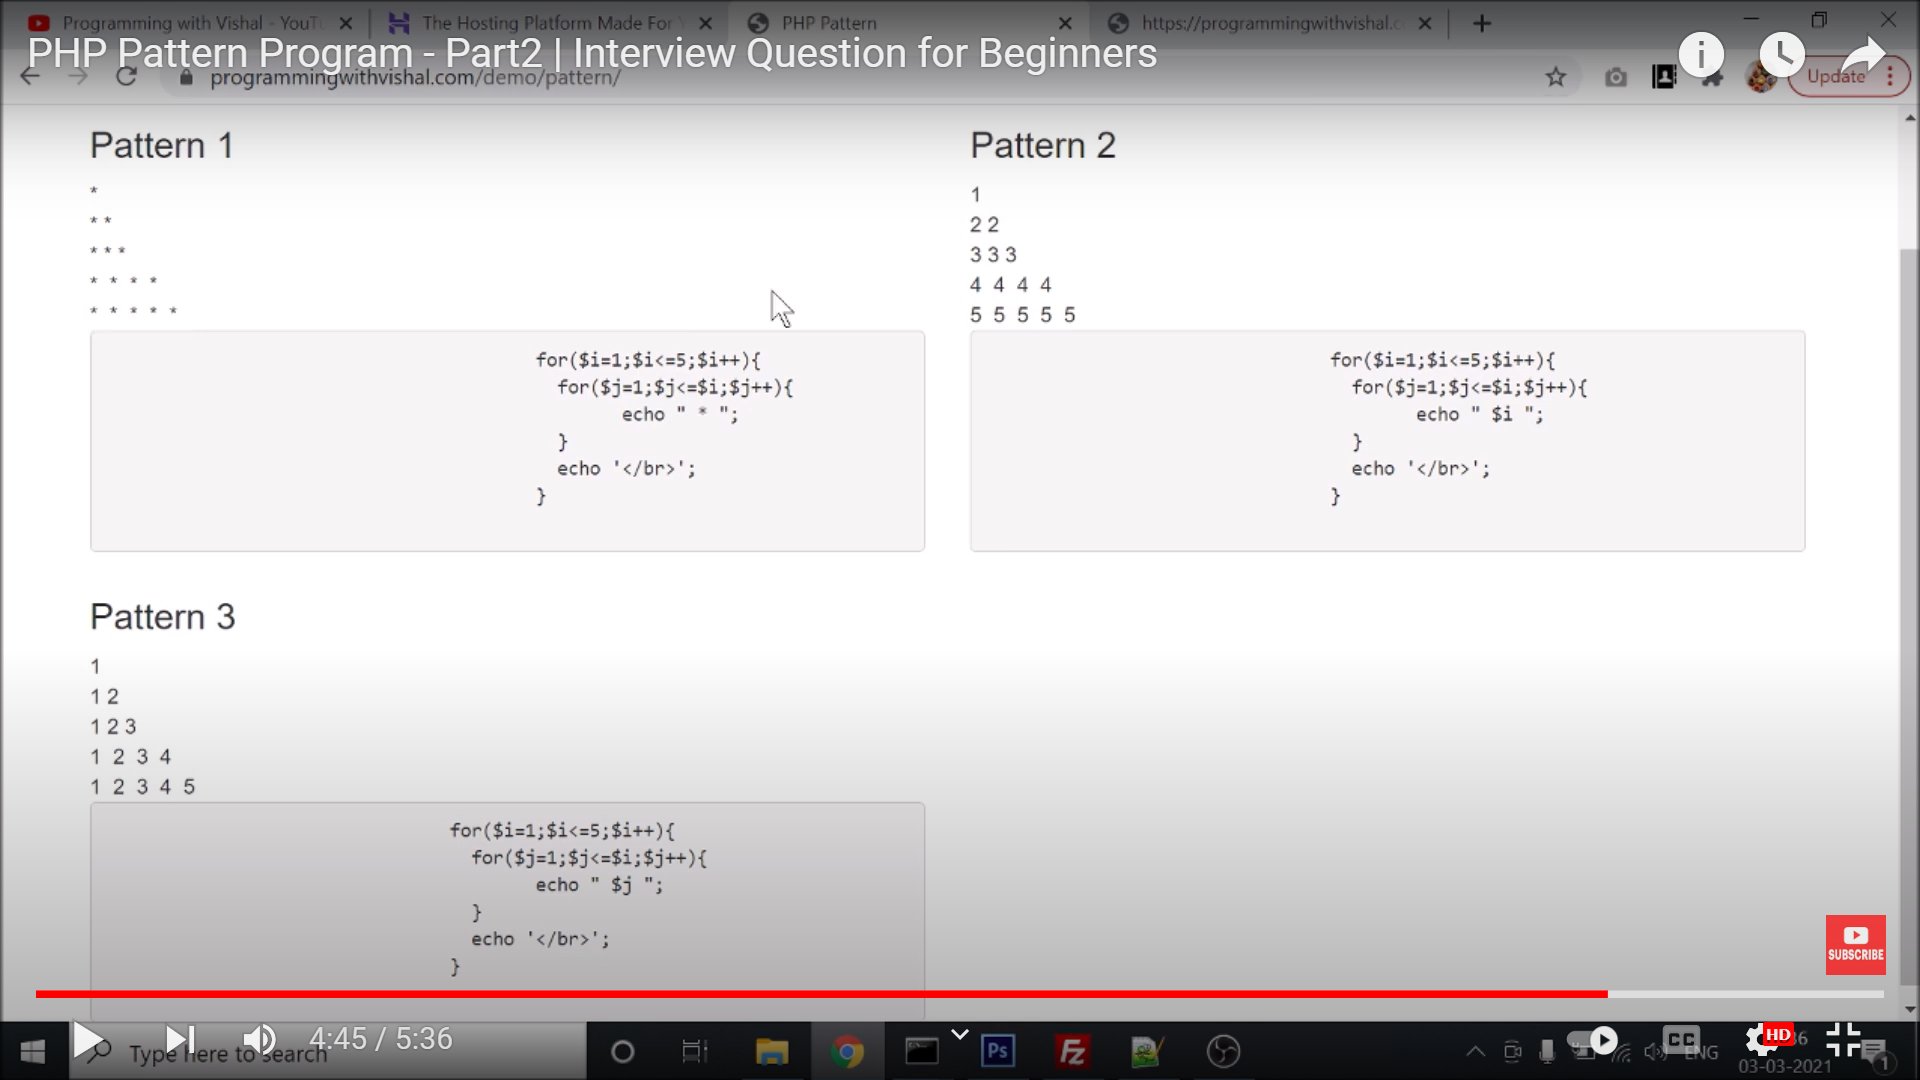 Programming with Vishal - YouTu
The Hosting Platform Made For Y
PHP Pattern
https://programmingwithvishal.c
PHP Pattern Program - Part2 | Interview Question for Beginners
programmingwithvishal.com/demo/pattern/
Update
Pattern 1
*
* *
* * *
* * * *
* * * * *
for($i=1;$i<=5;$i++){
for($j=1;$j<=$i;$j++){
echo " * ";
}
echo '</br>';
}
Pattern 2
1
2 2
3 3 3
4 4 4 4
5 5 5 5 5
for($i=1;$i<=5;$i++){
for($j=1;$j<=$i;$j++){
echo " $i ";
}
echo '</br>';
}
Pattern 3
1
1 2
1 2 3
1 2 3 4
1 2 3 4 5
for($i=1;$i<=5;$i++){
for($j=1;$j<=$i;$j++){
echo " $j ";
}
echo '</br>';
}
SUBSCRIBE
4:45 / 5:36
Type here to search
Ps
Fz
CC
HD
ENG
03-03-2021
1